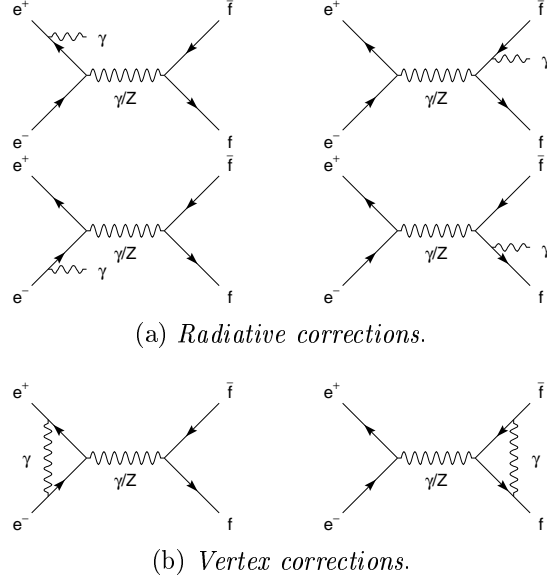 e⁺ f̄ e⁺ f̄
γ γ
γ/Z γ/Z
e⁻ f e⁻ f
e⁺ f̄ e⁺ f̄
γ/Z γ/Z
γ γ
e⁻ f e⁻ f
(a) Radiative corrections.
e⁺ f̄ e⁺ f̄
γ γ/Z γ/Z γ
e⁻ f e⁻ f
(b) Vertex corrections.